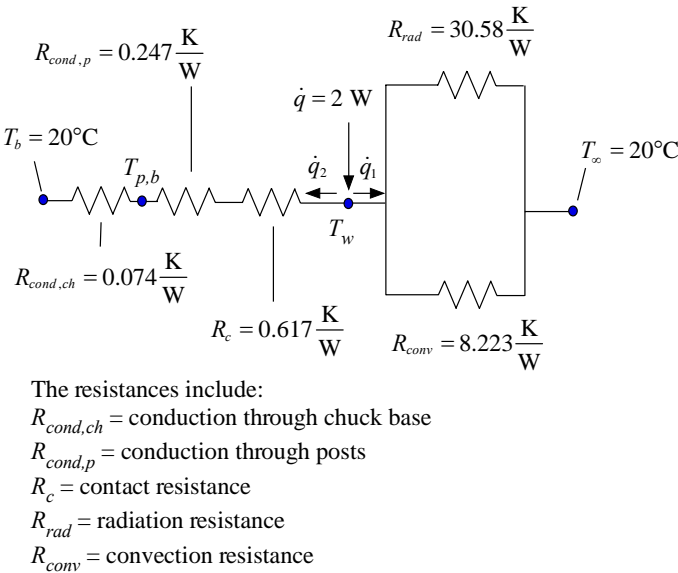 R_rad = 30.58 K/W
R_cond,p = 0.247 K/W
q̇ = 2 W
T_b = 20°C
T_∞ = 20°C
T_p,b
q̇_2
q̇_1
T_w
R_cond,ch = 0.074 K/W
R_c = 0.617 K/W
R_conv = 8.223 K/W
The resistances include:
R_cond,ch = conduction through chuck base
R_cond,p = conduction through posts
R_c = contact resistance
R_rad = radiation resistance
R_conv = convection resistance